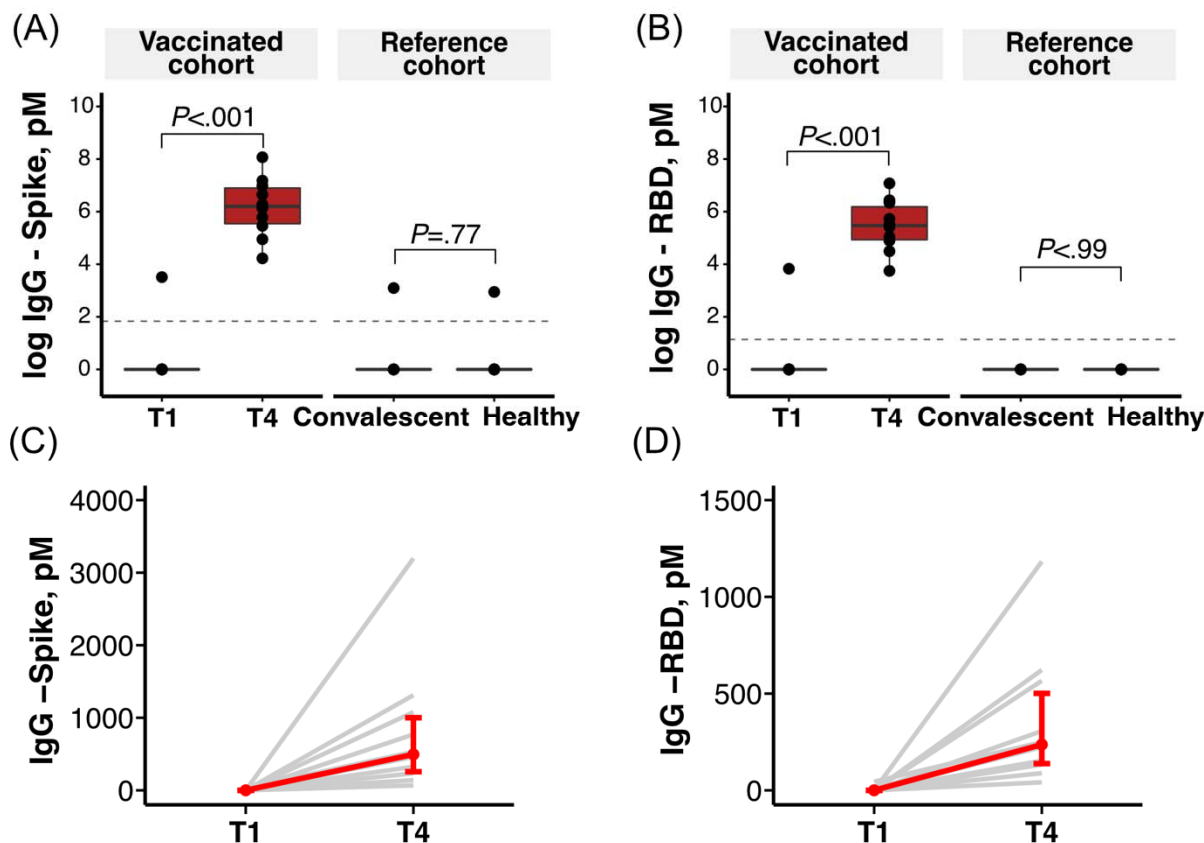 (A)
Vaccinated
cohort
Reference
cohort
log IgG - Spike, pM
10
8
6
4
2
0
P<.001
P=.77
T1
T4
Convalescent
Healthy
(B)
Vaccinated
cohort
Reference
cohort
log IgG - RBD, pM
10
8
6
4
2
0
P<.001
P<.99
T1
T4
Convalescent
Healthy
(C)
IgG –Spike, pM
4000
3000
2000
1000
0
T1
T4
(D)
IgG –RBD, pM
1500
1000
500
0
T1
T4